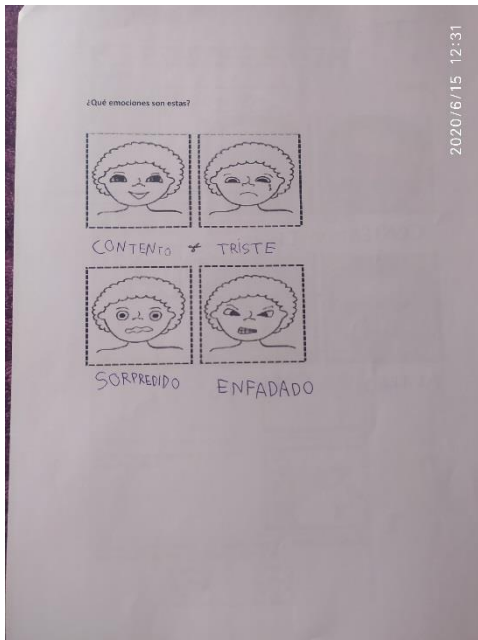 2020/6/15 12:31
¿Qué emociones son estas?
CONTENTO TRISTE
SORPREDIDO ENFADADO